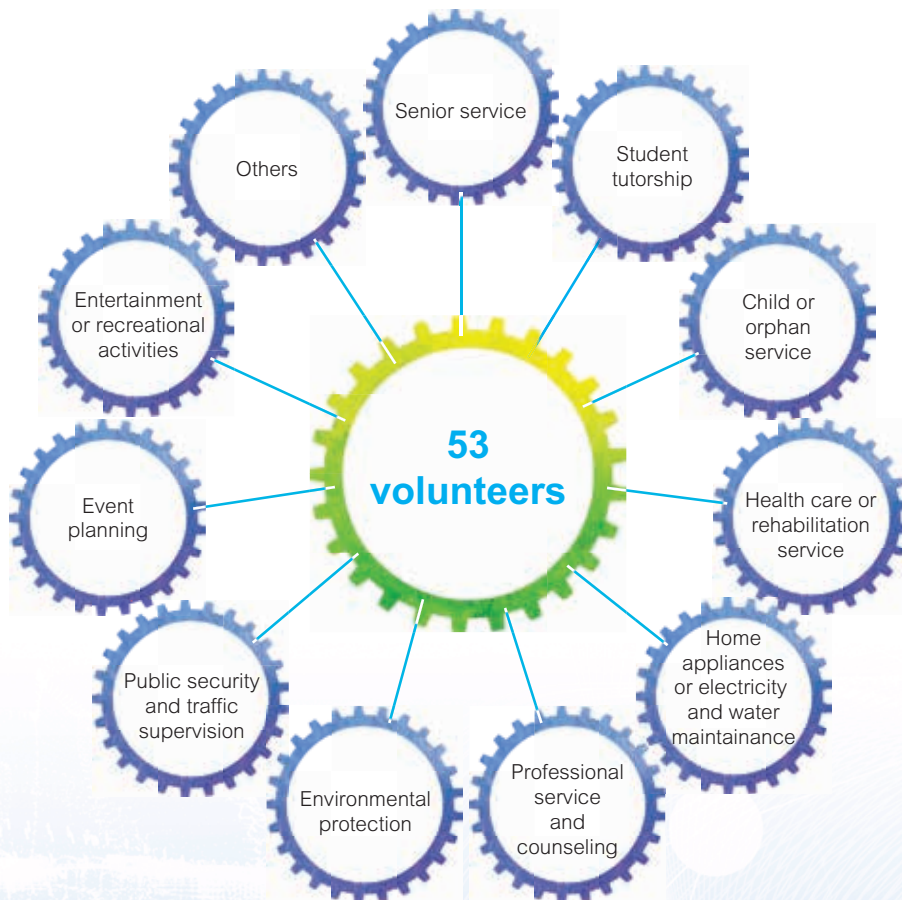 Senior service
Student
tutorship
Child or
orphan
service
Health care or
rehabilitation
service
Home
appliances
or electricity
and water
maintainance
Professional
service
and
counseling
Environmental
protection
Public security
and traffic
supervision
Event
planning
Entertainment
or recreational
activities
Others
53
volunteers